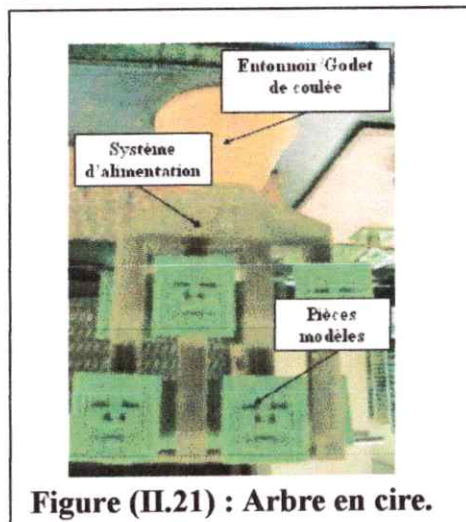 Entonnoir/Godet
de coulée
Système
d'alimentation
Pièces
modèles
Figure (II.21) : Arbre en cire.